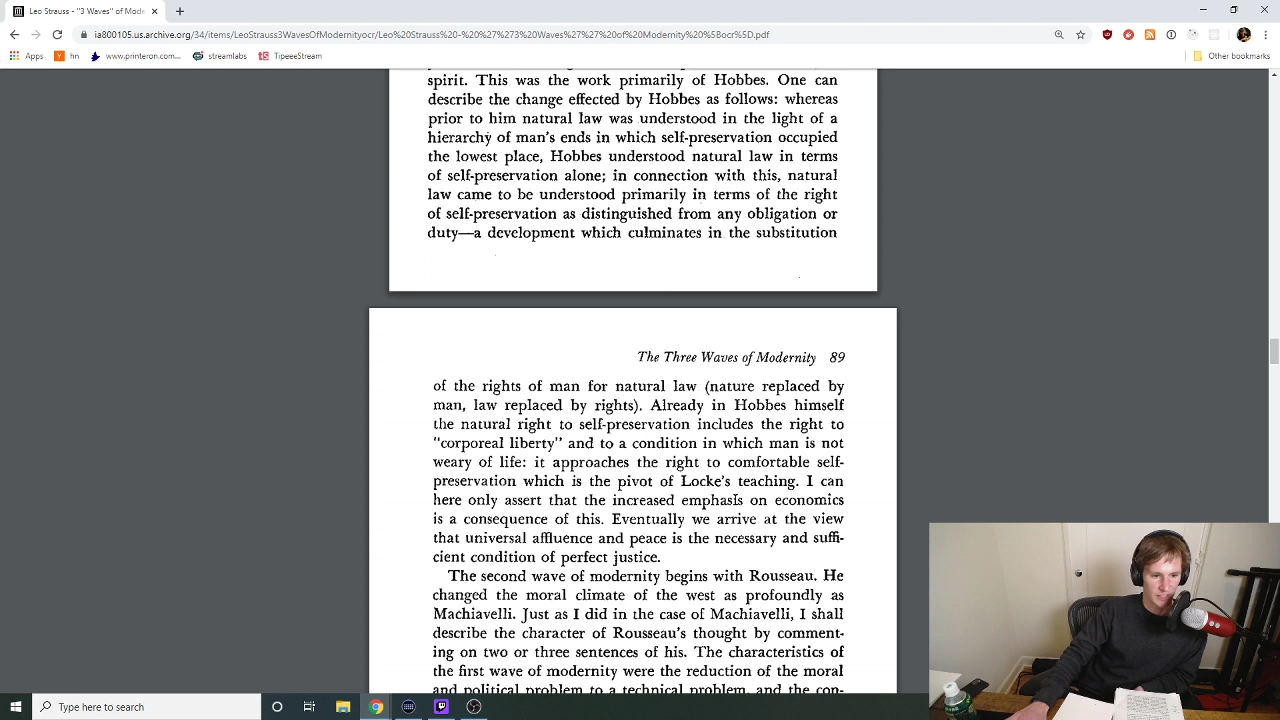 Leo Strauss - "3 Waves" of Mode
ia800105.us.archive.org/34/items/LeoStrauss3WavesOfModernityocr/Leo%20Strauss%20-%20%27%273%20Waves%27%27%20of%20Modernity%20%5Bocr%5D.pdf
Apps hn www.printeron.com... streamlabs TipeeeStream Other bookmarks
spirit. This was the work primarily of Hobbes. One can
describe the change effected by Hobbes as follows: whereas
prior to him natural law was understood in the light of a
hierarchy of man's ends in which self-preservation occupied
the lowest place, Hobbes understood natural law in terms
of self-preservation alone; in connection with this, natural
law came to be understood primarily in terms of the right
of self-preservation as distinguished from any obligation or
duty—a development which culminates in the substitution
The Three Waves of Modernity 89
of the rights of man for natural law (nature replaced by
man, law replaced by rights). Already in Hobbes himself
the natural right to self-preservation includes the right to
"corporeal liberty" and to a condition in which man is not
weary of life: it approaches the right to comfortable self-
preservation which is the pivot of Locke's teaching. I can
here only assert that the increased emphasis on economics
is a consequence of this. Eventually we arrive at the view
that universal affluence and peace is the necessary and suffi-
cient condition of perfect justice.
The second wave of modernity begins with Rousseau. He
changed the moral climate of the west as profoundly as
Machiavelli. Just as I did in the case of Machiavelli, I shall
describe the character of Rousseau's thought by comment-
ing on two or three sentences of his. The characteristics of
the first wave of modernity were the reduction of the moral
and political problem to a technical problem, and the con-
Type here to search